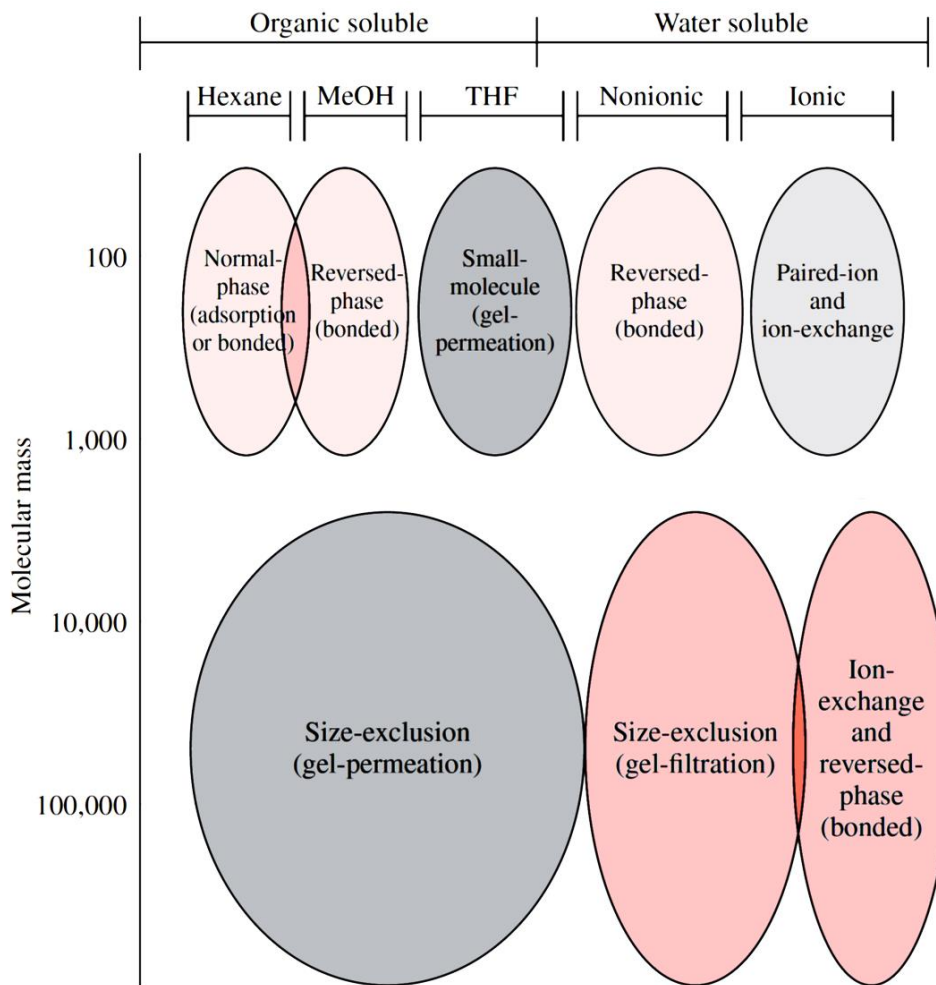 Organic soluble
Water soluble
Hexane
MeOH
THF
Nonionic
Ionic
Molecular mass
100
1,000
10,000
100,000
Normal-
phase
(adsorption
or bonded)
Reversed-
phase
(bonded)
Small-
molecule
(gel-
permeation)
Reversed-
phase
(bonded)
Paired-ion
and
ion-exchange
Size-exclusion
(gel-permeation)
Size-exclusion
(gel-filtration)
Ion-
exchange
and
reversed-
phase
(bonded)